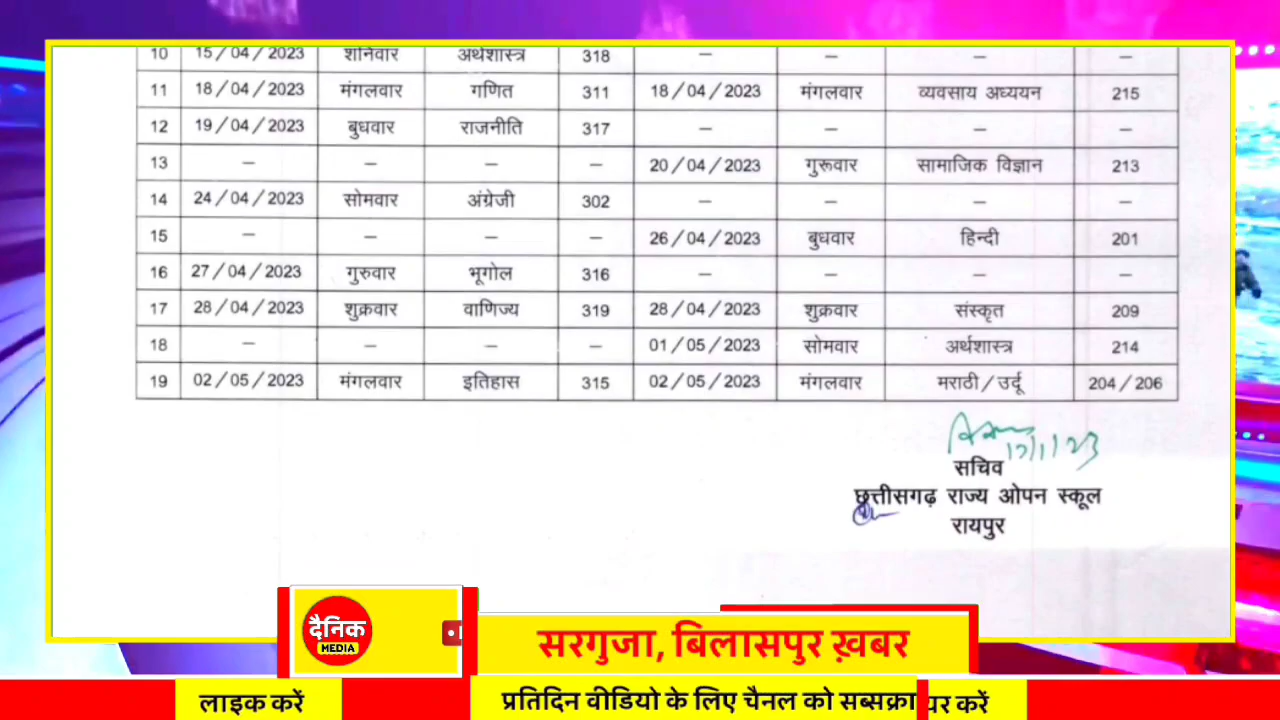 10 15/04/2023 शनिवार अर्थशास्त्र 318 – – – –
11 18/04/2023 मंगलवार गणित 311 18/04/2023 मंगलवार व्यवसाय अध्ययन 215
12 19/04/2023 बुधवार राजनीति 317 – – – –
13 – – – – 20/04/2023 गुरूवार सामाजिक विज्ञान 213
14 24/04/2023 सोमवार अंग्रेजी 302 – – – –
15 – – – – 26/04/2023 बुधवार हिन्दी 201
16 27/04/2023 गुरुवार भूगोल 316 – – – –
17 28/04/2023 शुक्रवार वाणिज्य 319 28/04/2023 शुक्रवार संस्कृत 209
18 – – – – 01/05/2023 सोमवार अर्थशास्त्र 214
19 02/05/2023 मंगलवार इतिहास 315 02/05/2023 मंगलवार मराठी/उर्दू 204/206
सचिव
छत्तीसगढ़ राज्य ओपन स्कूल
रायपुर
दैनिक
MEDIA
सरगुजा, बिलासपुर ख़बर
लाइक करें
प्रतिदिन वीडियो के लिए चैनल को सब्सक्रा
यर करें